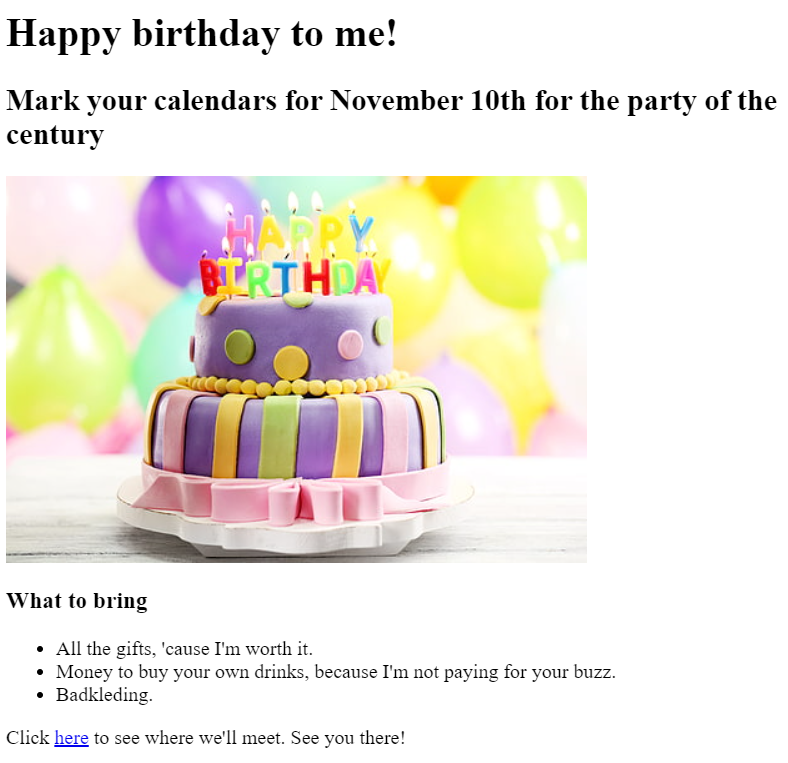 Happy birthday to me!
Mark your calendars for November 10th for the party of the
century
HAPPY
BIRTHDAY
What to bring
All the gifts, 'cause I'm worth it.
Money to buy your own drinks, because I'm not paying for your buzz.
Badkleding.
Click here to see where we'll meet. See you there!